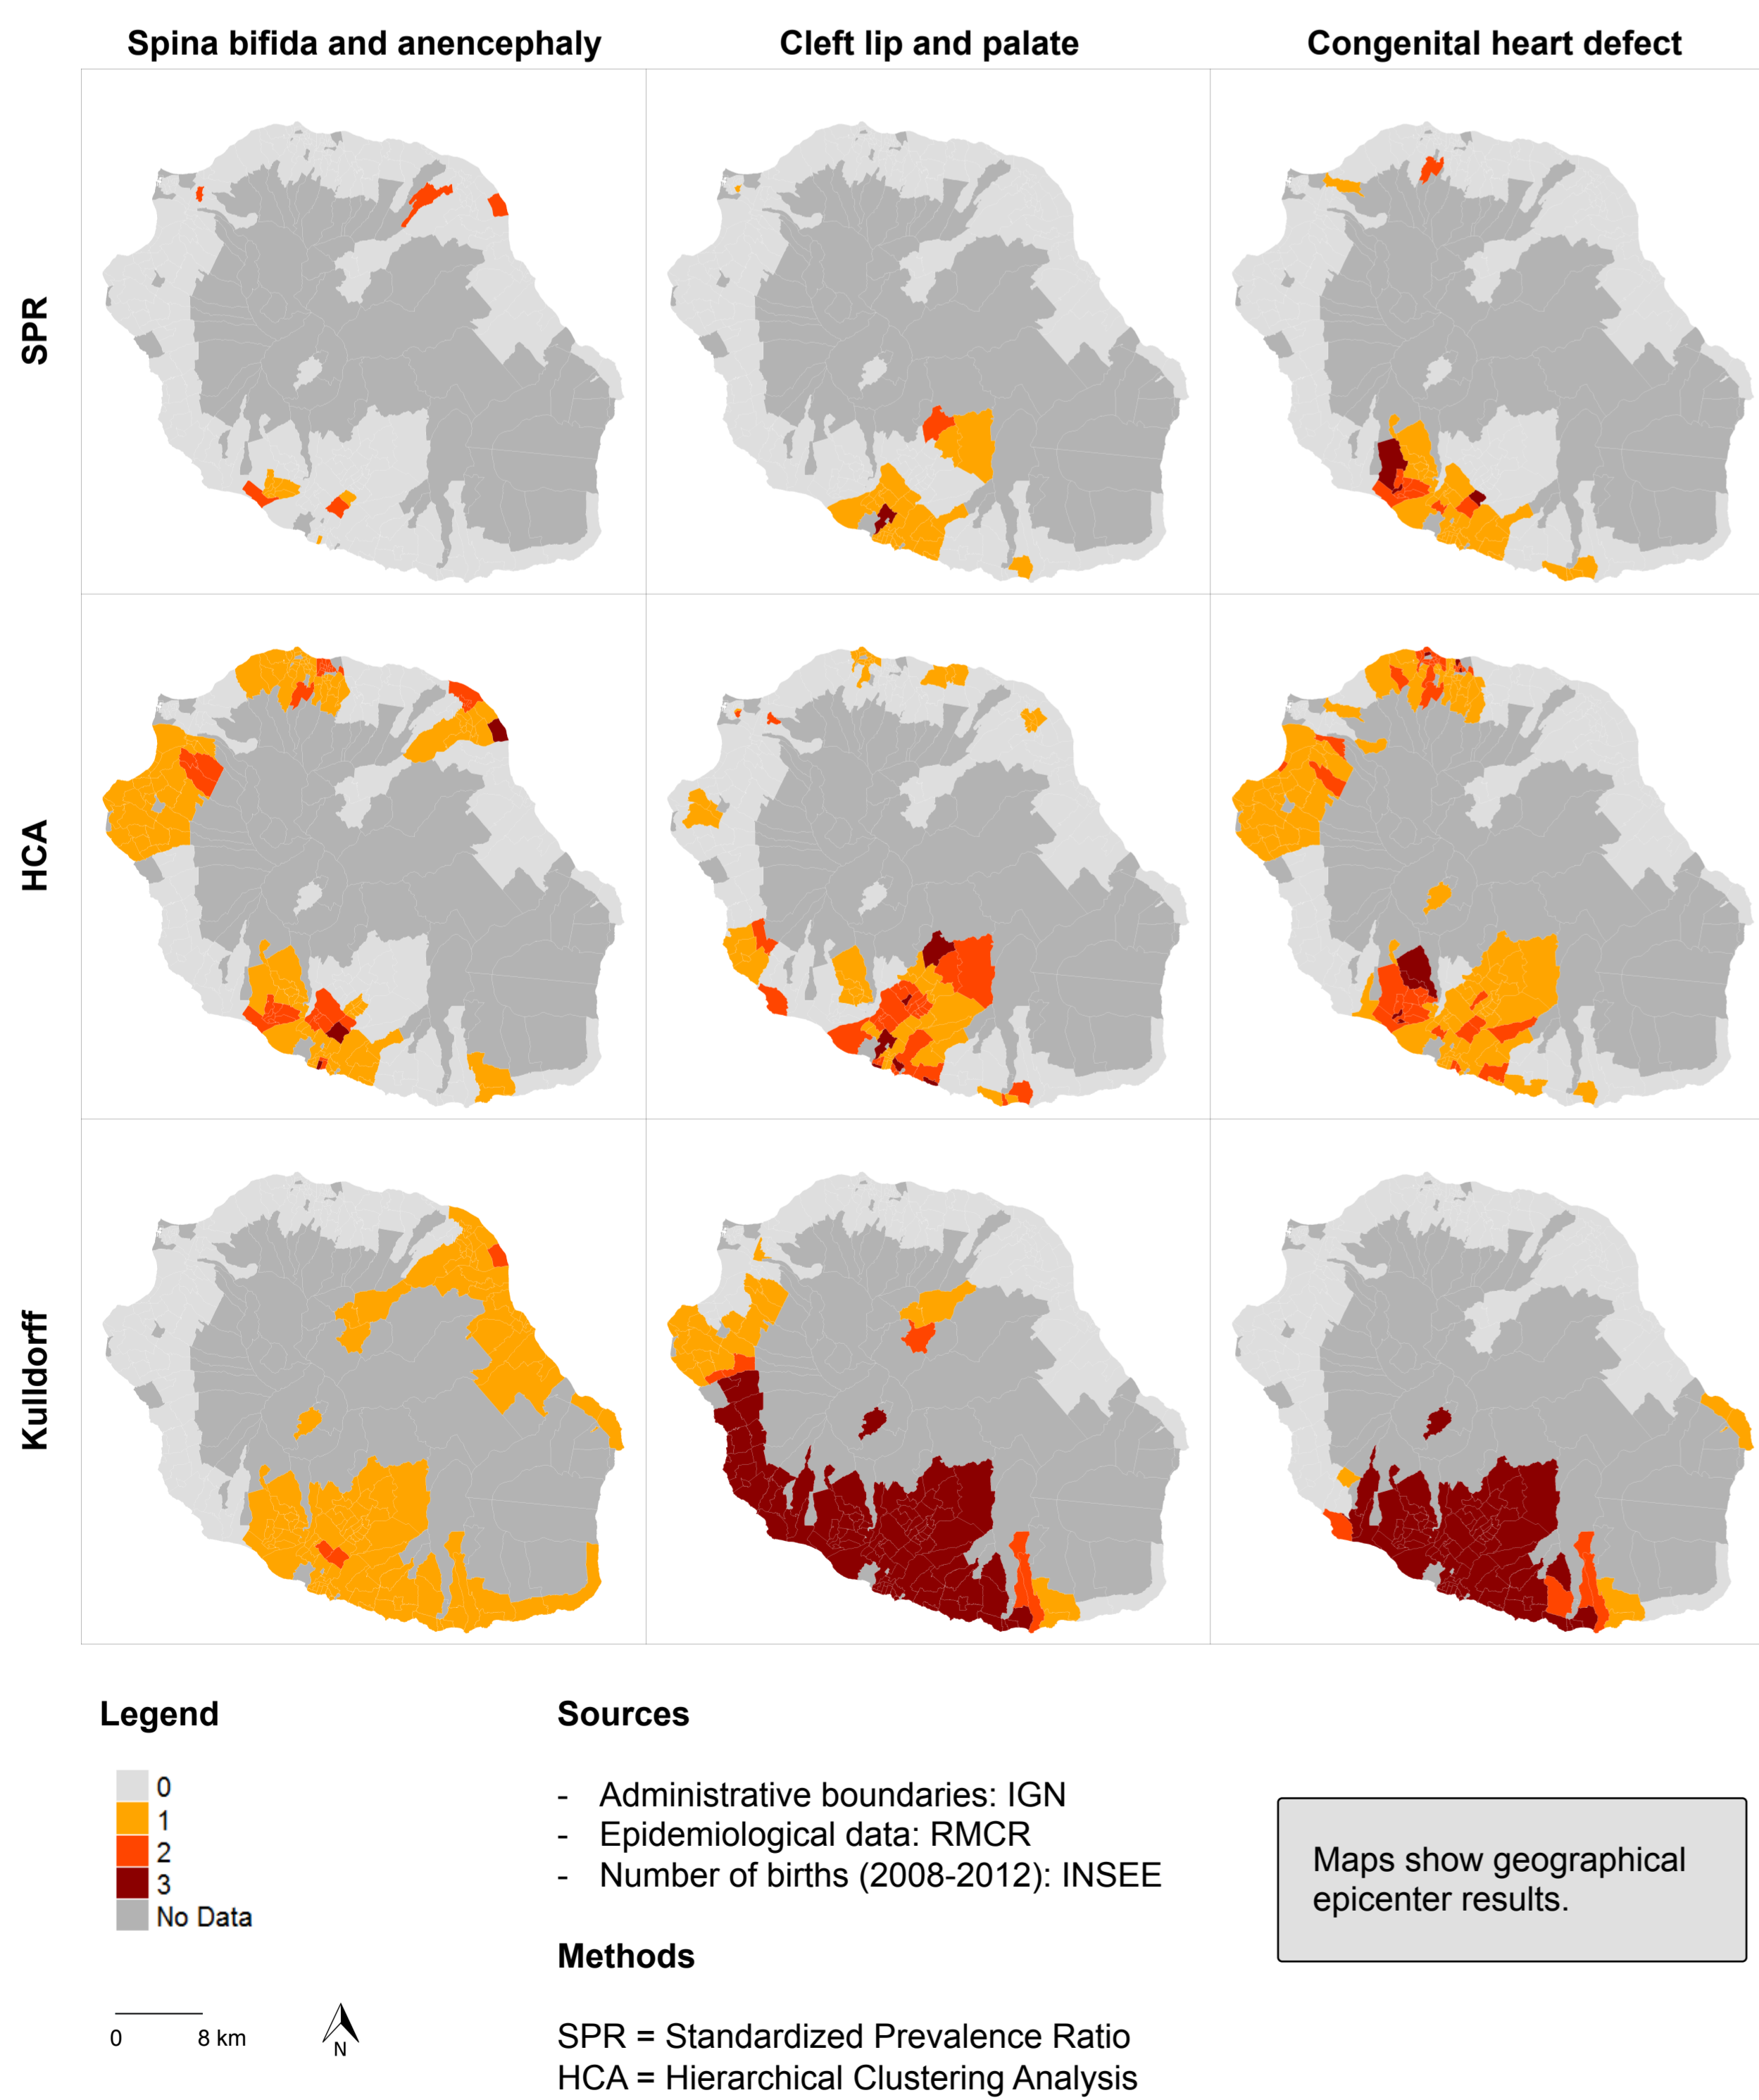 Spina bifida and anencephaly
Cleft lip and palate
Congenital heart defect
SPR
HCA
Kulldorff
Legend
0
1
2
3
No Data
0 8 km
N
Sources
- Administrative boundaries: IGN
- Epidemiological data: RMCR
- Number of births (2008-2012): INSEE
Methods
SPR = Standardized Prevalence Ratio
HCA = Hierarchical Clustering Analysis
Maps show geographical
epicenter results.